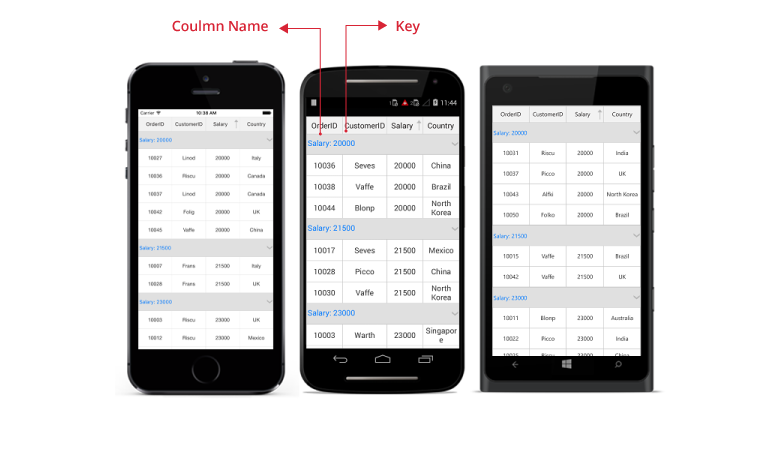 Coulmn Name
Key
Carrier
10:38 AM
OrderID CustomerID Salary Country
Salary: 20000
10027 Linod 20000 Italy
10036 Riscu 20000 Canada
10037 Linod 20000 Canada
10042 Folig 20000 UK
10045 Vaffe 20000 China
Salary: 21500
10007 Frans 21500 Italy
10028 Frans 21500 UK
Salary: 23000
10003 Riscu 23000 UK
10012 Riscu 23000 Mexico
11:44
OrderID CustomerID Salary Country
Salary: 20000
10036 Seves 20000 China
10038 Vaffe 20000 Brazil
10044 Blonp 20000 North
Korea
Salary: 21500
10017 Seves 21500 Mexico
10028 Picco 21500 China
10030 Vaffe 21500 North
Korea
Salary: 23000
10003 Warth 23000 Singapor
e
OrderID CustomerID Salary Country
Salary: 20000
10031 Riscu 20000 India
10037 Picco 20000 UK
10043 Alfki 20000 North Korea
10050 Folko 20000 Brazil
Salary: 21500
10015 Vaffe 21500 Brazil
10042 Vaffe 21500 UK
Salary: 23000
10011 Blonp 23000 Australia
10022 Picco 23000 India
10035 Riscu 23000 China